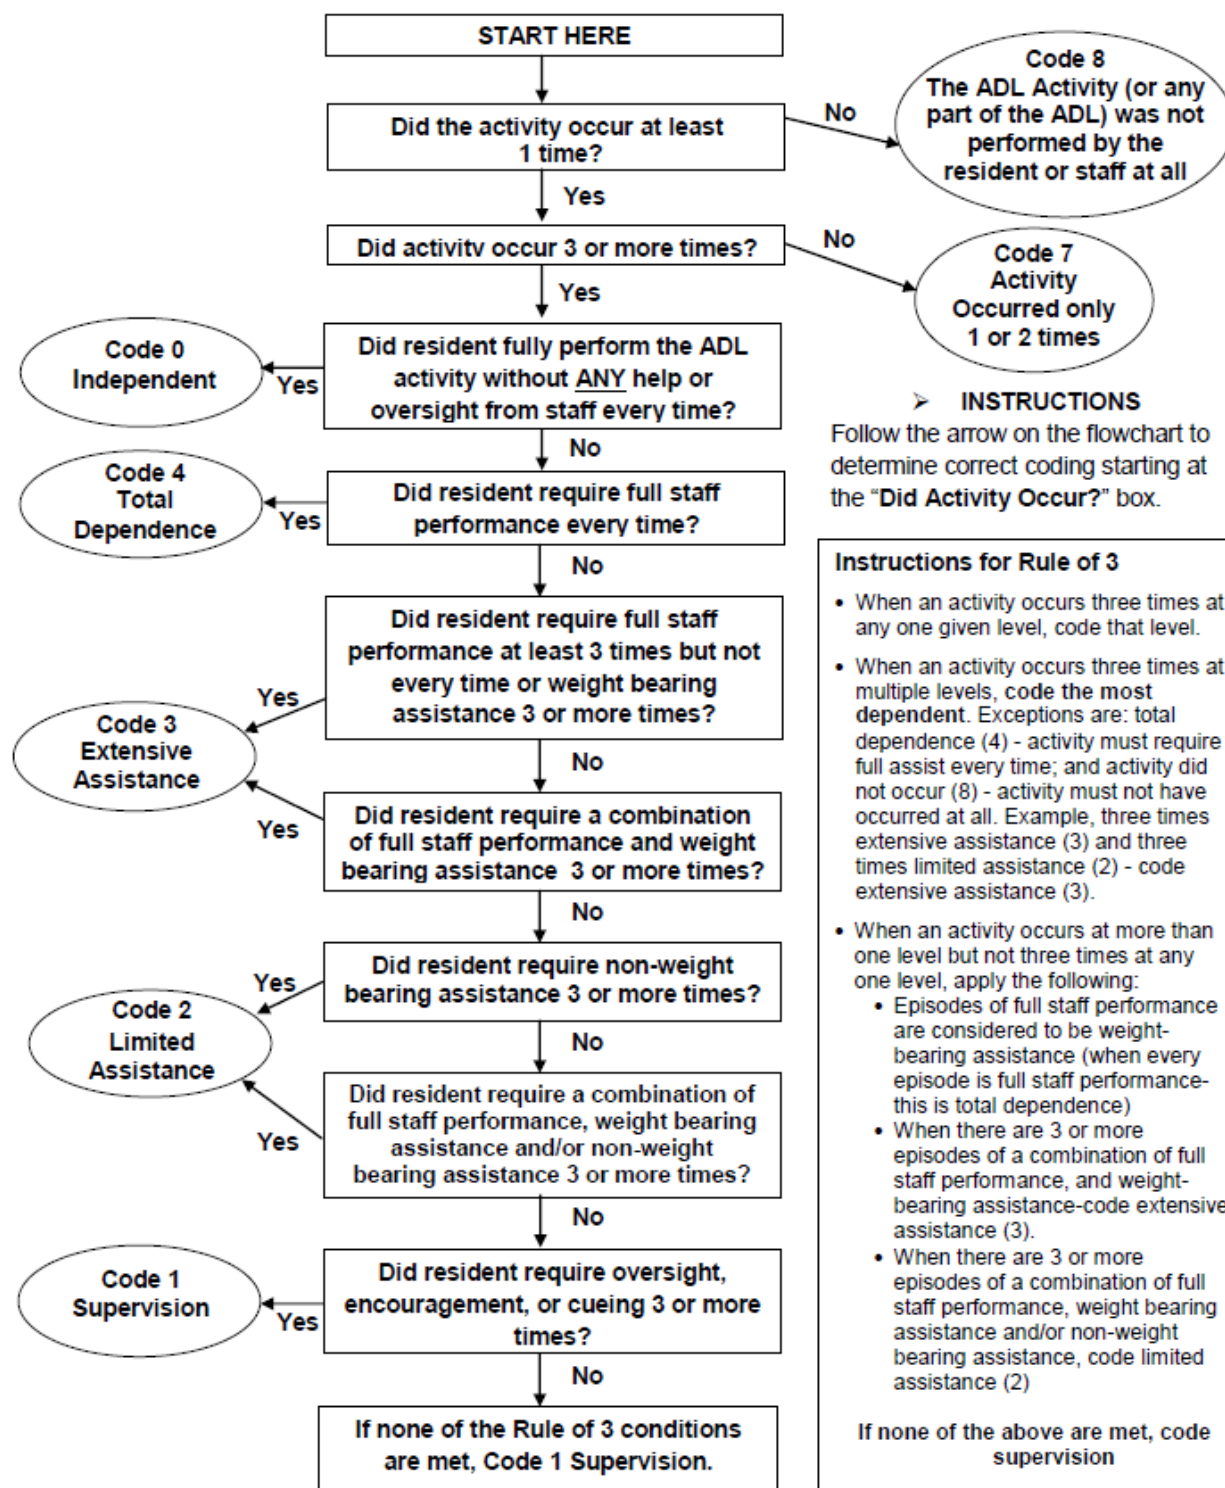 START HERE
Did the activity occur at least
1 time?
No
Code 8
The ADL Activity (or any
part of the ADL) was not
performed by the
resident or staff at all
Yes
Did activity occur 3 or more times?
No
Code 7
Activity
Occurred only
1 or 2 times
Yes
Did resident fully perform the ADL
activity without ANY help or
oversight from staff every time?
Yes
Code 0
Independent
No
Did resident require full staff
performance every time?
Yes
Code 4
Total
Dependence
No
Did resident require full staff
performance at least 3 times but not
every time or weight bearing
assistance 3 or more times?
Yes
Code 3
Extensive
Assistance
No
Did resident require a combination
of full staff performance and weight
bearing assistance 3 or more times?
Yes
No
Did resident require non-weight
bearing assistance 3 or more times?
Yes
Code 2
Limited
Assistance
No
Did resident require a combination of
full staff performance, weight bearing
assistance and/or non-weight
bearing assistance 3 or more times?
Yes
No
Did resident require oversight,
encouragement, or cueing 3 or more
times?
Yes
Code 1
Supervision
No
If none of the Rule of 3 conditions
are met, Code 1 Supervision.
➢ INSTRUCTIONS
Follow the arrow on the flowchart to
determine correct coding starting at
the “Did Activity Occur?” box.
Instructions for Rule of 3
• When an activity occurs three times at
any one given level, code that level.
• When an activity occurs three times at
multiple levels, code the most
dependent. Exceptions are: total
dependence (4) - activity must require
full assist every time; and activity did
not occur (8) - activity must not have
occurred at all. Example, three times
extensive assistance (3) and three
times limited assistance (2) - code
extensive assistance (3).
• When an activity occurs at more than
one level but not three times at any
one level, apply the following:
• Episodes of full staff performance
are considered to be weight-
bearing assistance (when every
episode is full staff performance-
this is total dependence)
• When there are 3 or more
episodes of a combination of full
staff performance, and weight-
bearing assistance-code extensive
assistance (3).
• When there are 3 or more
episodes of a combination of full
staff performance, weight bearing
assistance and/or non-weight
bearing assistance, code limited
assistance (2)
If none of the above are met, code
supervision